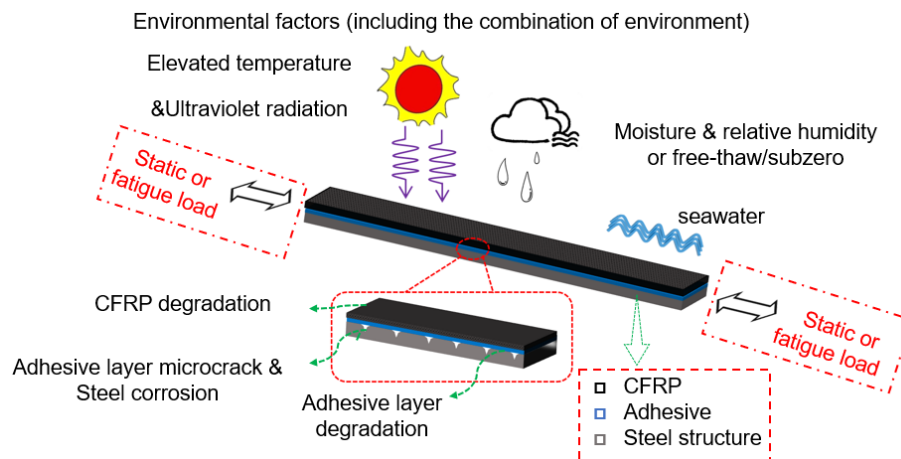 Environmental factors (including the combination of environment)
Elevated temperature
&Ultraviolet radiation
Moisture & relative humidity
or free-thaw/subzero
Static or
fatigue load
seawater
CFRP degradation
Adhesive layer microcrack &
Steel corrosion
Adhesive layer
degradation
Static or
fatigue load
CFRP
Adhesive
Steel structure